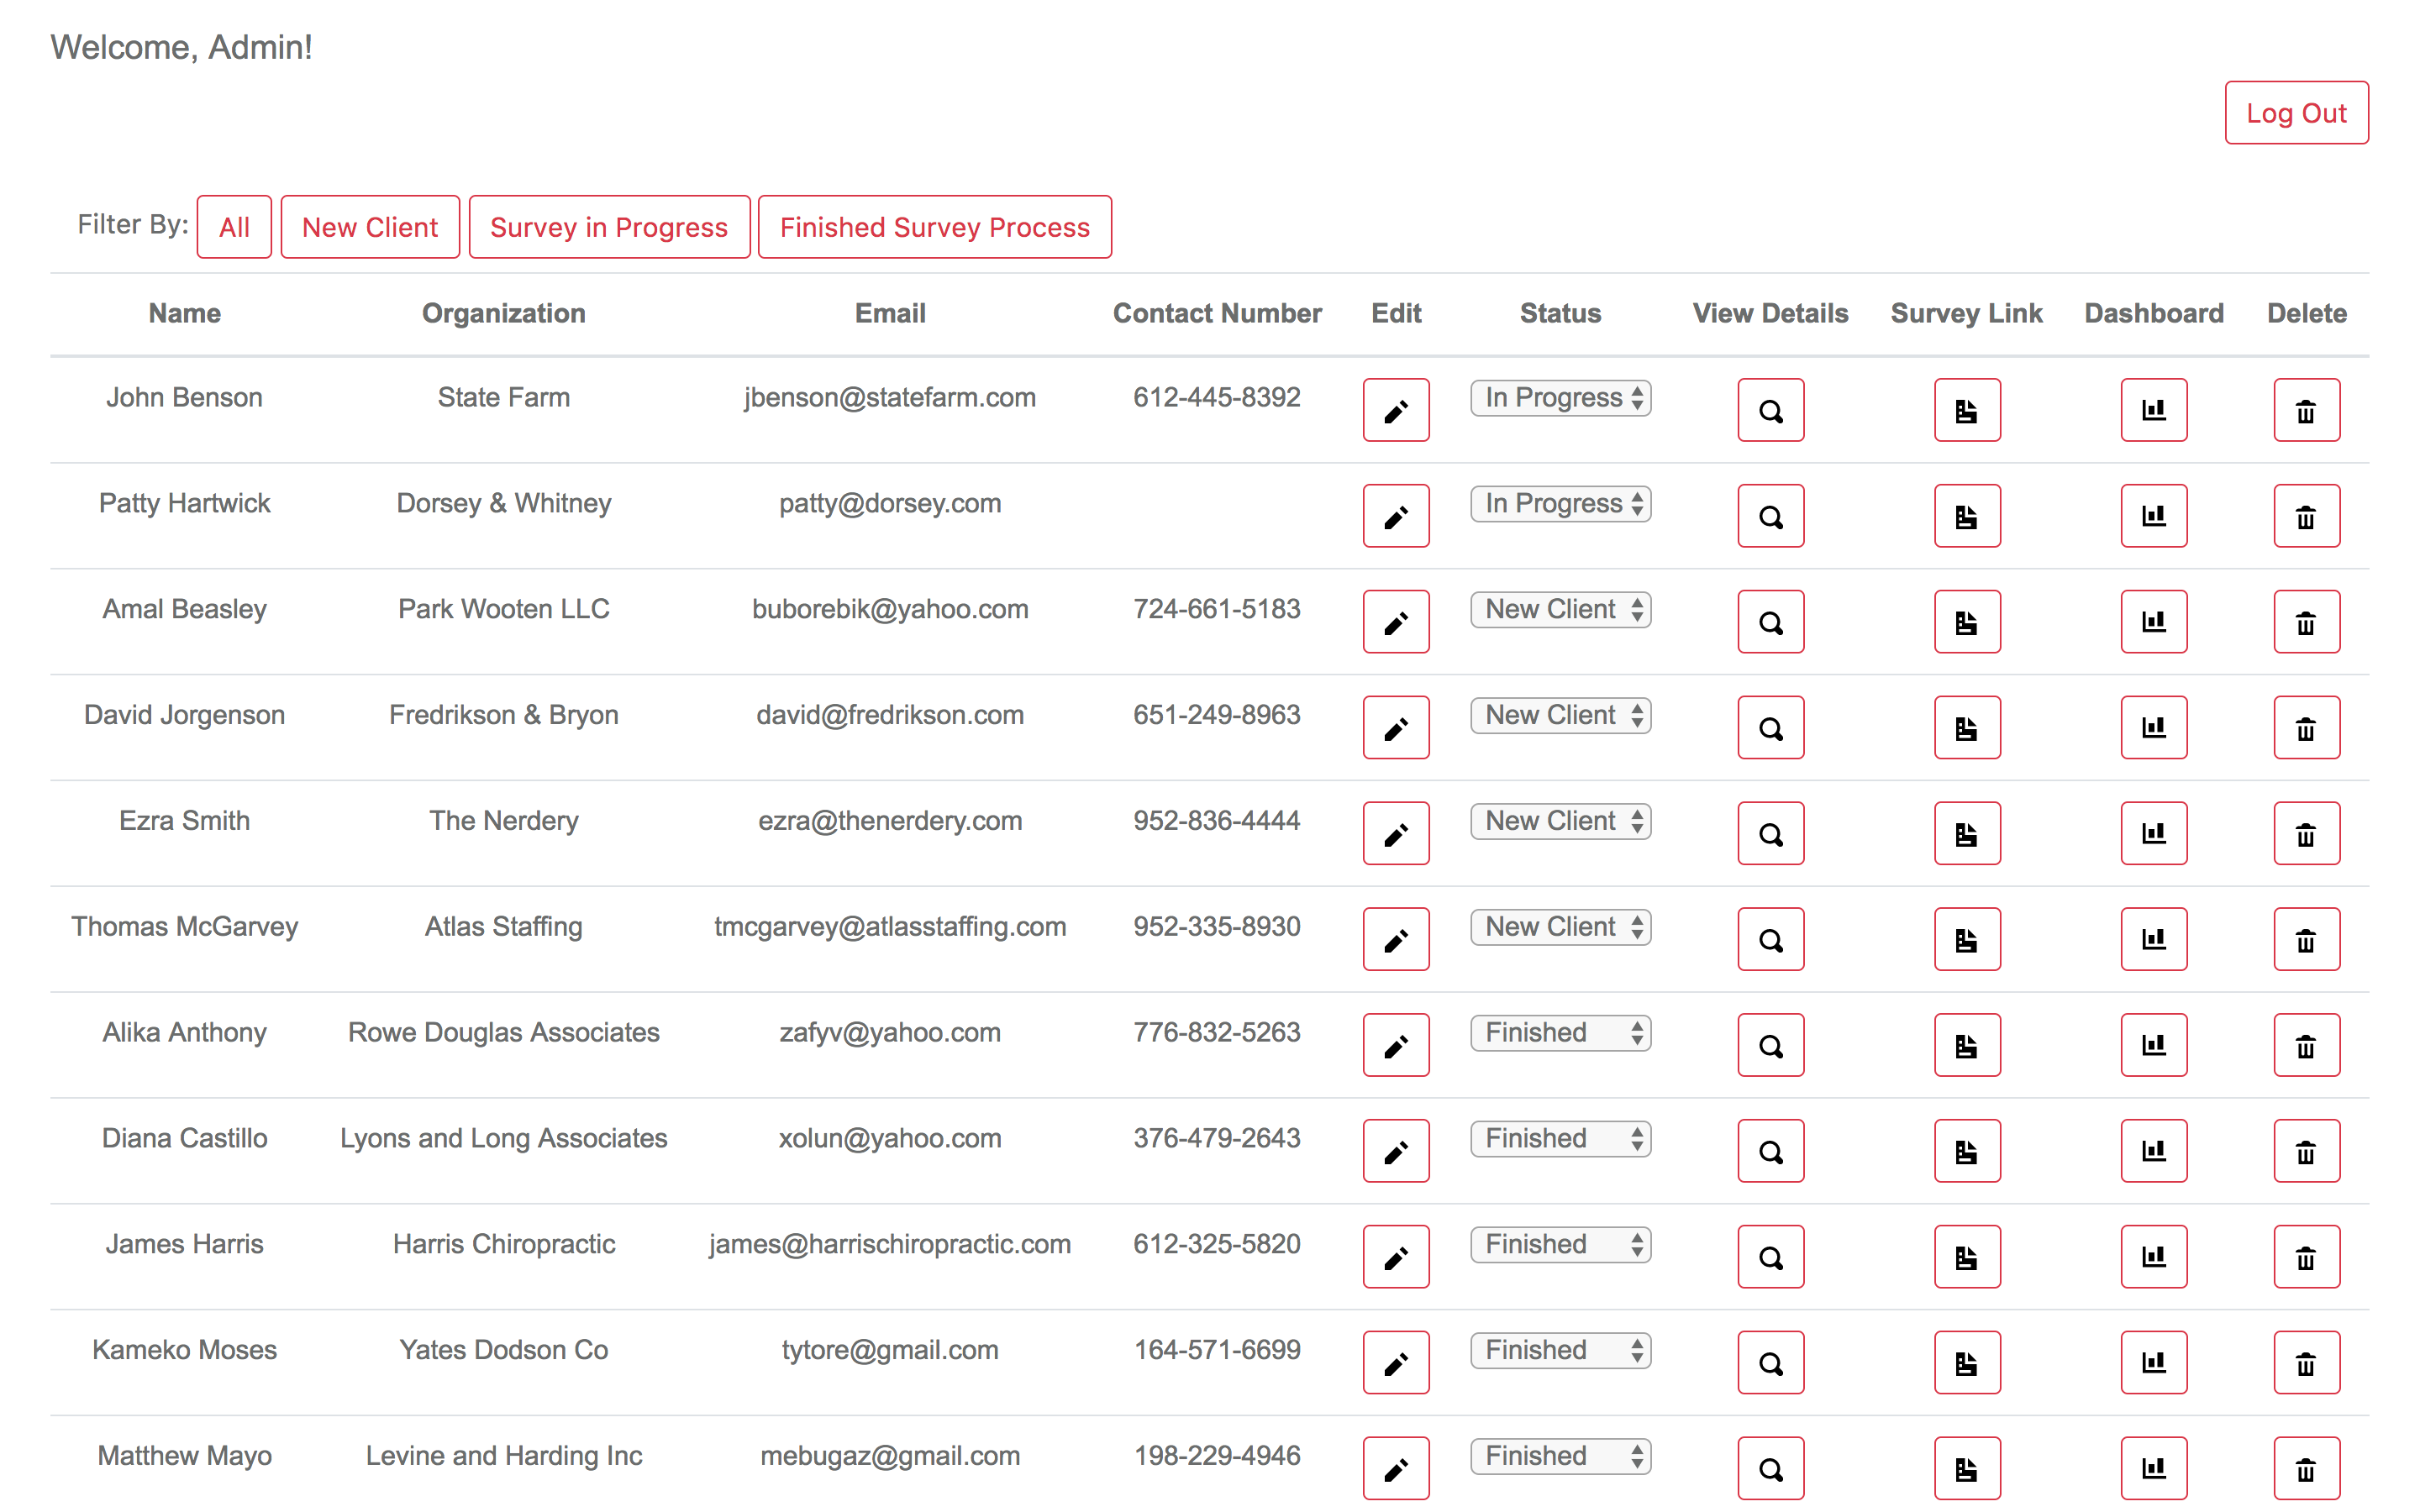 Welcome, Admin!
Log Out
Filter By: All New Client Survey in Progress Finished Survey Process
Name Organization Email Contact Number Edit Status View Details Survey Link Dashboard Delete
John Benson State Farm jbenson@statefarm.com 612-445-8392 In Progress
Patty Hartwick Dorsey & Whitney patty@dorsey.com In Progress
Amal Beasley Park Wooten LLC buborebik@yahoo.com 724-661-5183 New Client
David Jorgenson Fredrikson & Bryon david@fredrikson.com 651-249-8963 New Client
Ezra Smith The Nerdery ezra@thenerdery.com 952-836-4444 New Client
Thomas McGarvey Atlas Staffing tmcgarvey@atlasstaffing.com 952-335-8930 New Client
Alika Anthony Rowe Douglas Associates zafyv@yahoo.com 776-832-5263 Finished
Diana Castillo Lyons and Long Associates xolun@yahoo.com 376-479-2643 Finished
James Harris Harris Chiropractic james@harrischiropractic.com 612-325-5820 Finished
Kameko Moses Yates Dodson Co tytore@gmail.com 164-571-6699 Finished
Matthew Mayo Levine and Harding Inc mebugaz@gmail.com 198-229-4946 Finished